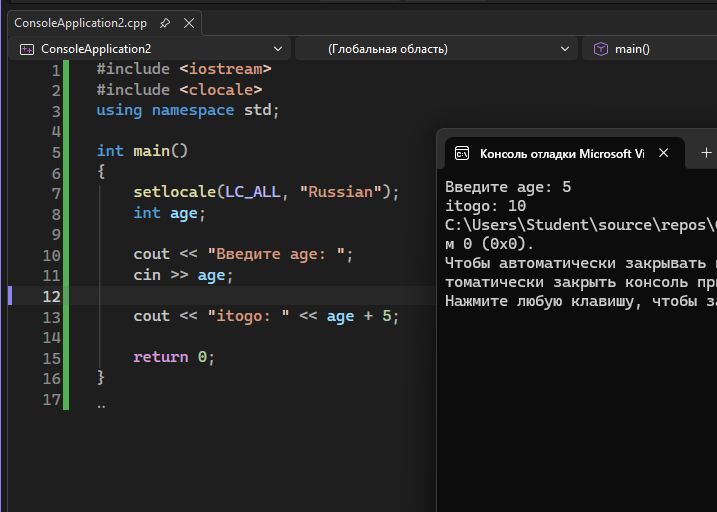 ConsoleApplication2.cpp
ConsoleApplication2 (Глобальная область) main()
1 #include <iostream>
2 #include <clocale>
3 using namespace std;
4
5 int main()
6 {
7 setlocale(LC_ALL, "Russian");
8 int age;
9
10 cout << "Введите age: ";
11 cin >> age;
12
13 cout << "itogo: " << age + 5;
14
15 return 0;
16 }
17 ..
Консоль отладки Microsoft Vi
Введите age: 5
itogo: 10
C:\Users\Student\source\repos\
м 0 (0x0).
Чтобы автоматически закрывать
томатически закрыть консоль пр
Нажмите любую клавишу, чтобы за